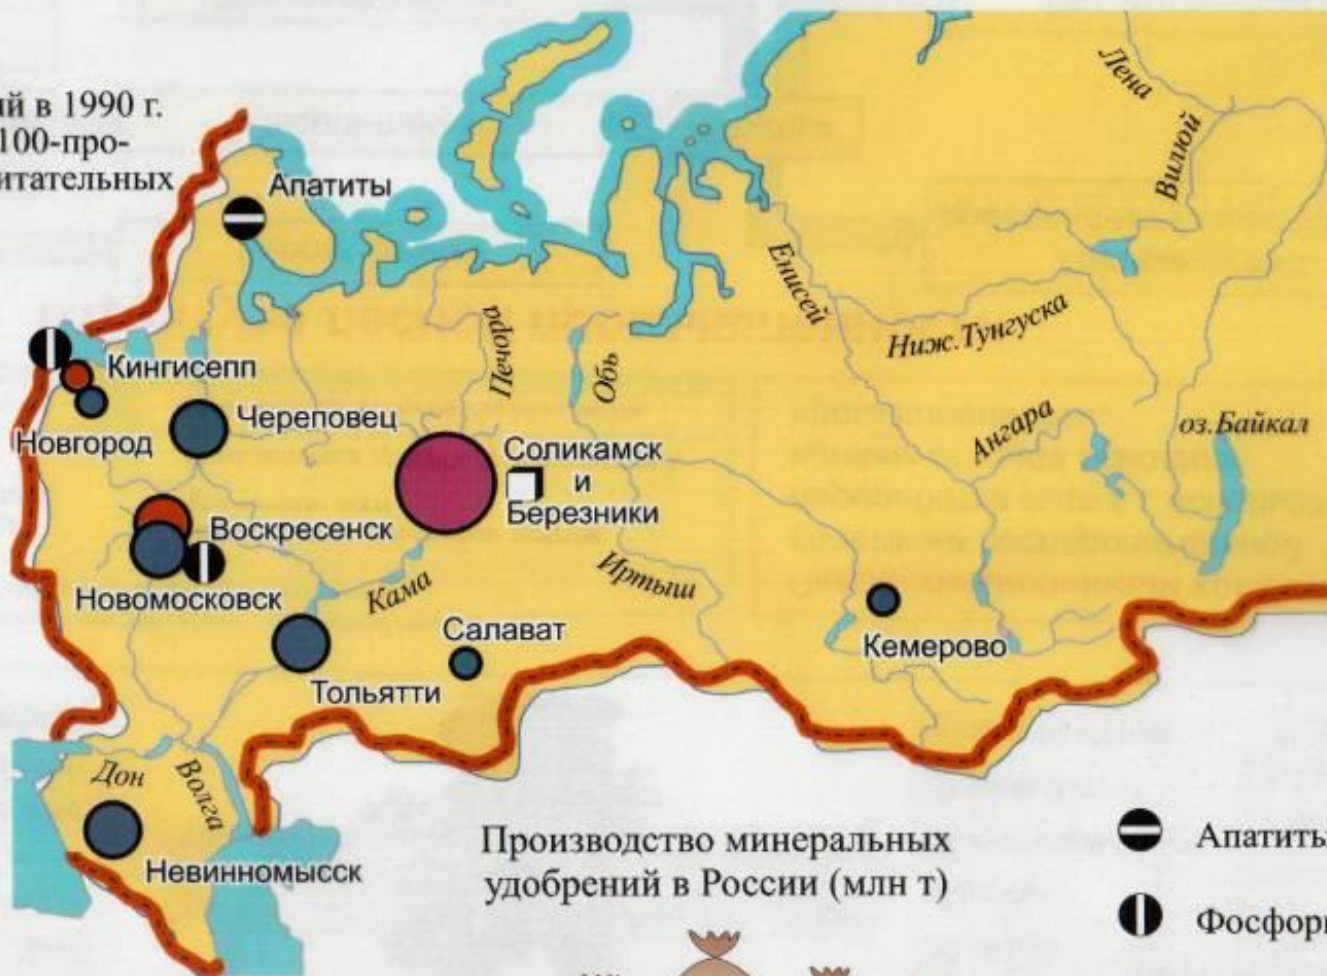 й в 1990 г.
100-про-
итательных
Апатиты
Лена
Вилюй
Енисей
Ниж.Тунгуска
Печора
Обь
Кингисепп
Новгород
Череповец
Соликамск
и
Березники
Ангара
оз.Байкал
Воскресенск
Новомосковск
Кама
Иртыш
Салават
Кемерово
Тольятти
Дон
Волга
Невинномысск
Производство минеральных
удобрений в России (млн т)
Апатиты
Фосфор